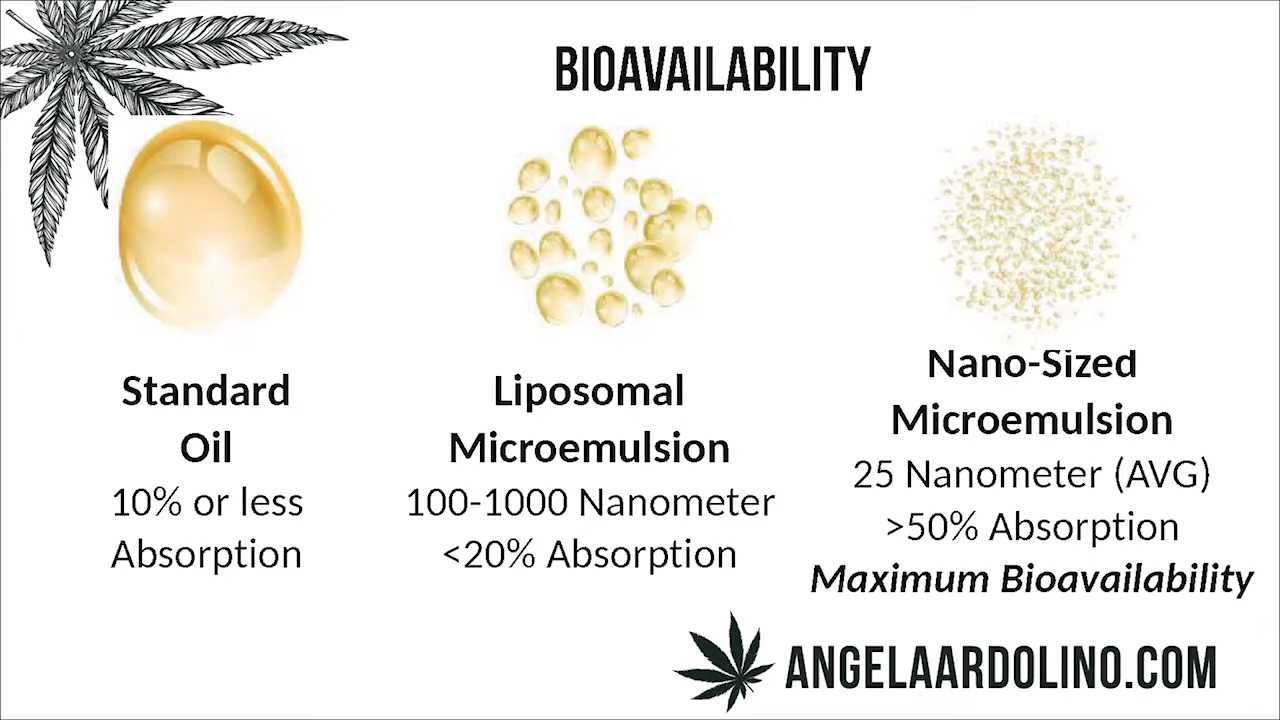 BIOAVAILABILITY
Standard
Oil
10% or less
Absorption
Liposomal
Microemulsion
100-1000 Nanometer
<20% Absorption
Nano-Sized
Microemulsion
25 Nanometer (AVG)
>50% Absorption
Maximum Bioavailability
ANGELAARDOLINO.COM